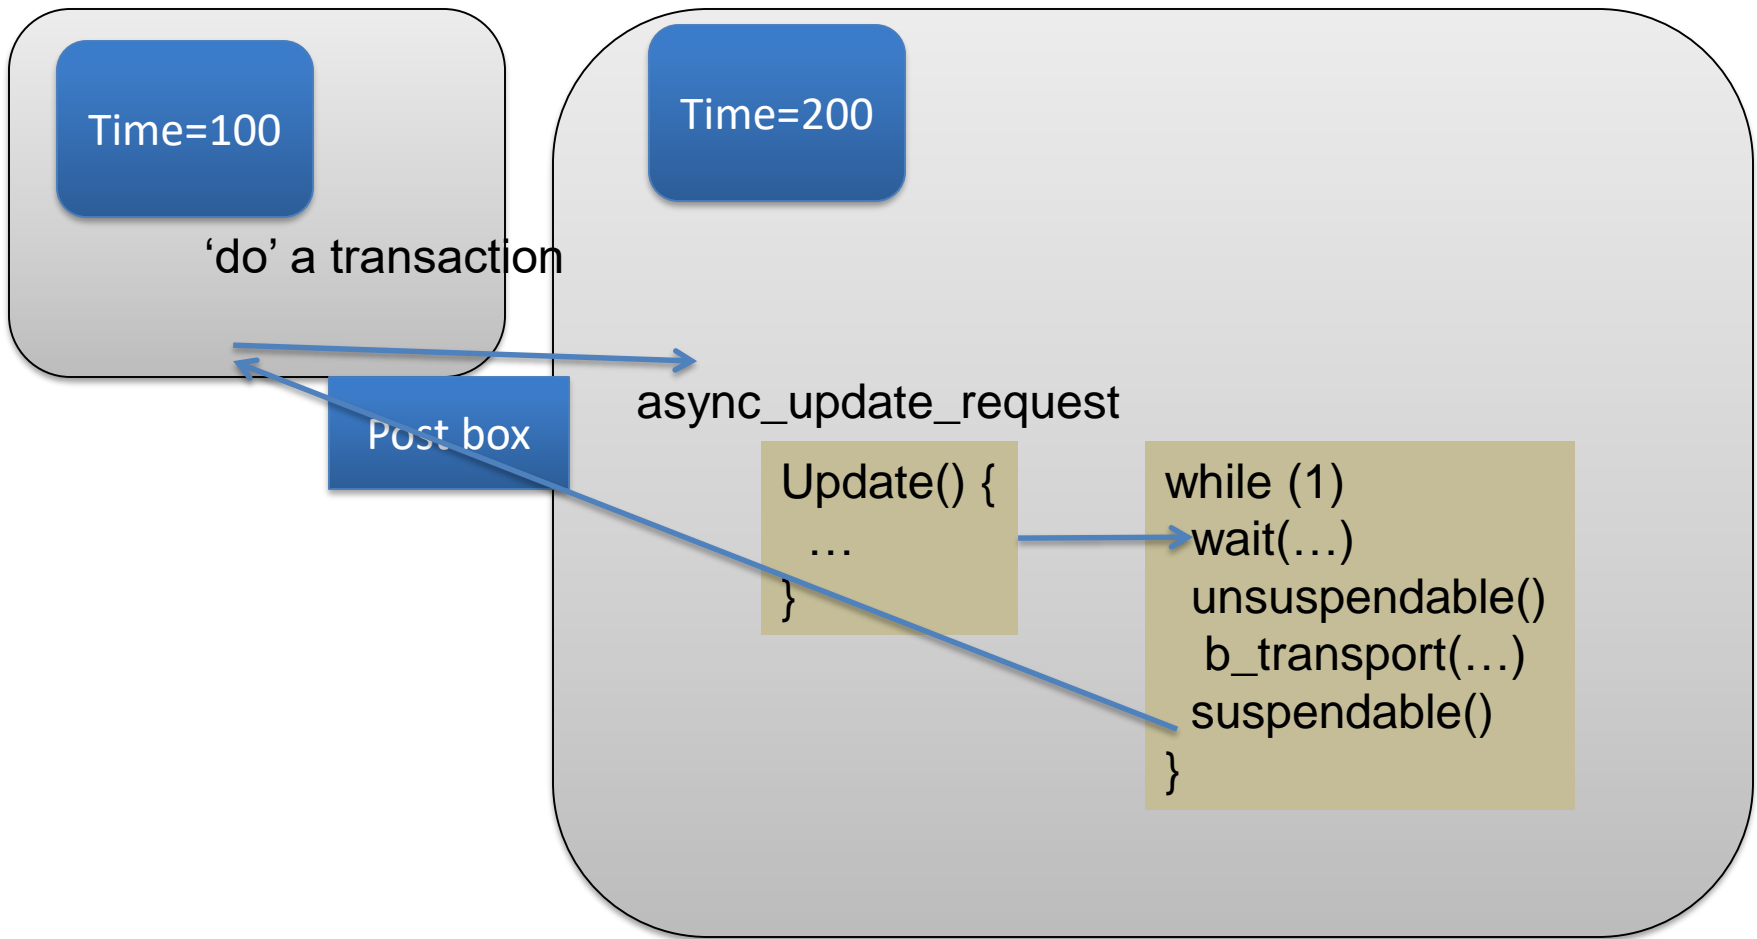 Time=100
Time=200
‘do’ a transaction
Post box
async_update_request
Update() {
…
}
while (1)
wait(…)
unsuspendable()
b_transport(…)
suspendable()
}